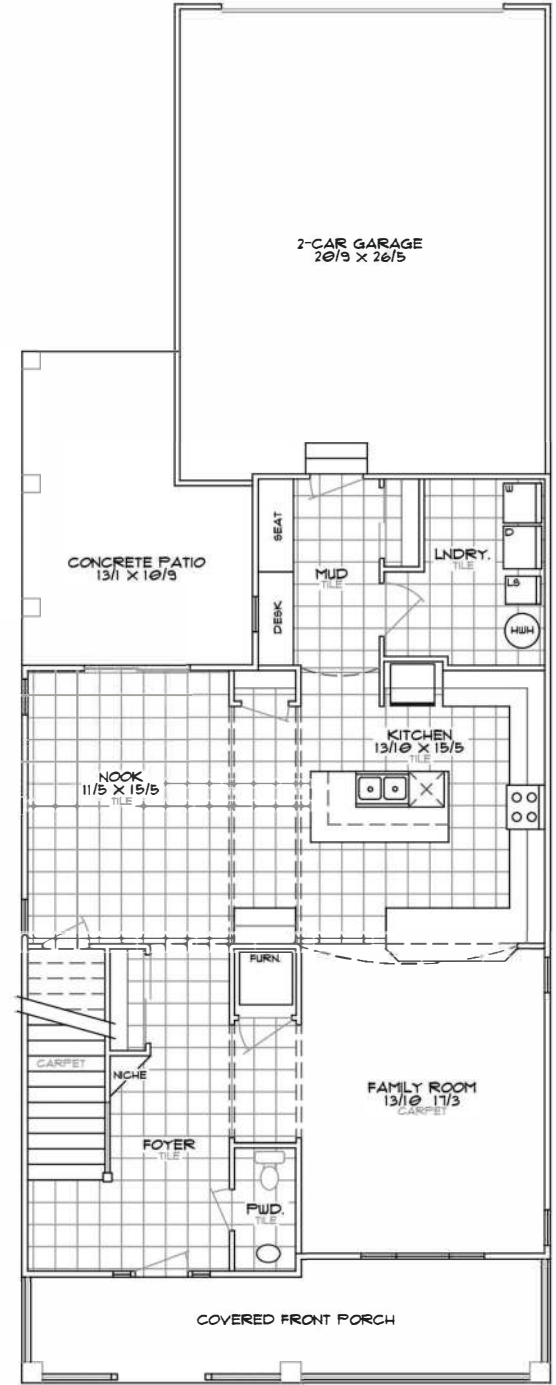 2-CAR GARAGE
20/9 X 26/5
CONCRETE PATIO
13/1 X 10/9
SEAT
DESK
MUD
TILE
LNDRY.
TILE
W
D
LS
HWH
KITCHEN
13/10 X 15/5
TILE
NOOK
11/5 X 15/5
TILE
FURN.
CARPET
NICHE
FOYER
TILE
FAMILY ROOM
13/10 17/3
CARPET
PWD.
TILE
COVERED FRONT PORCH